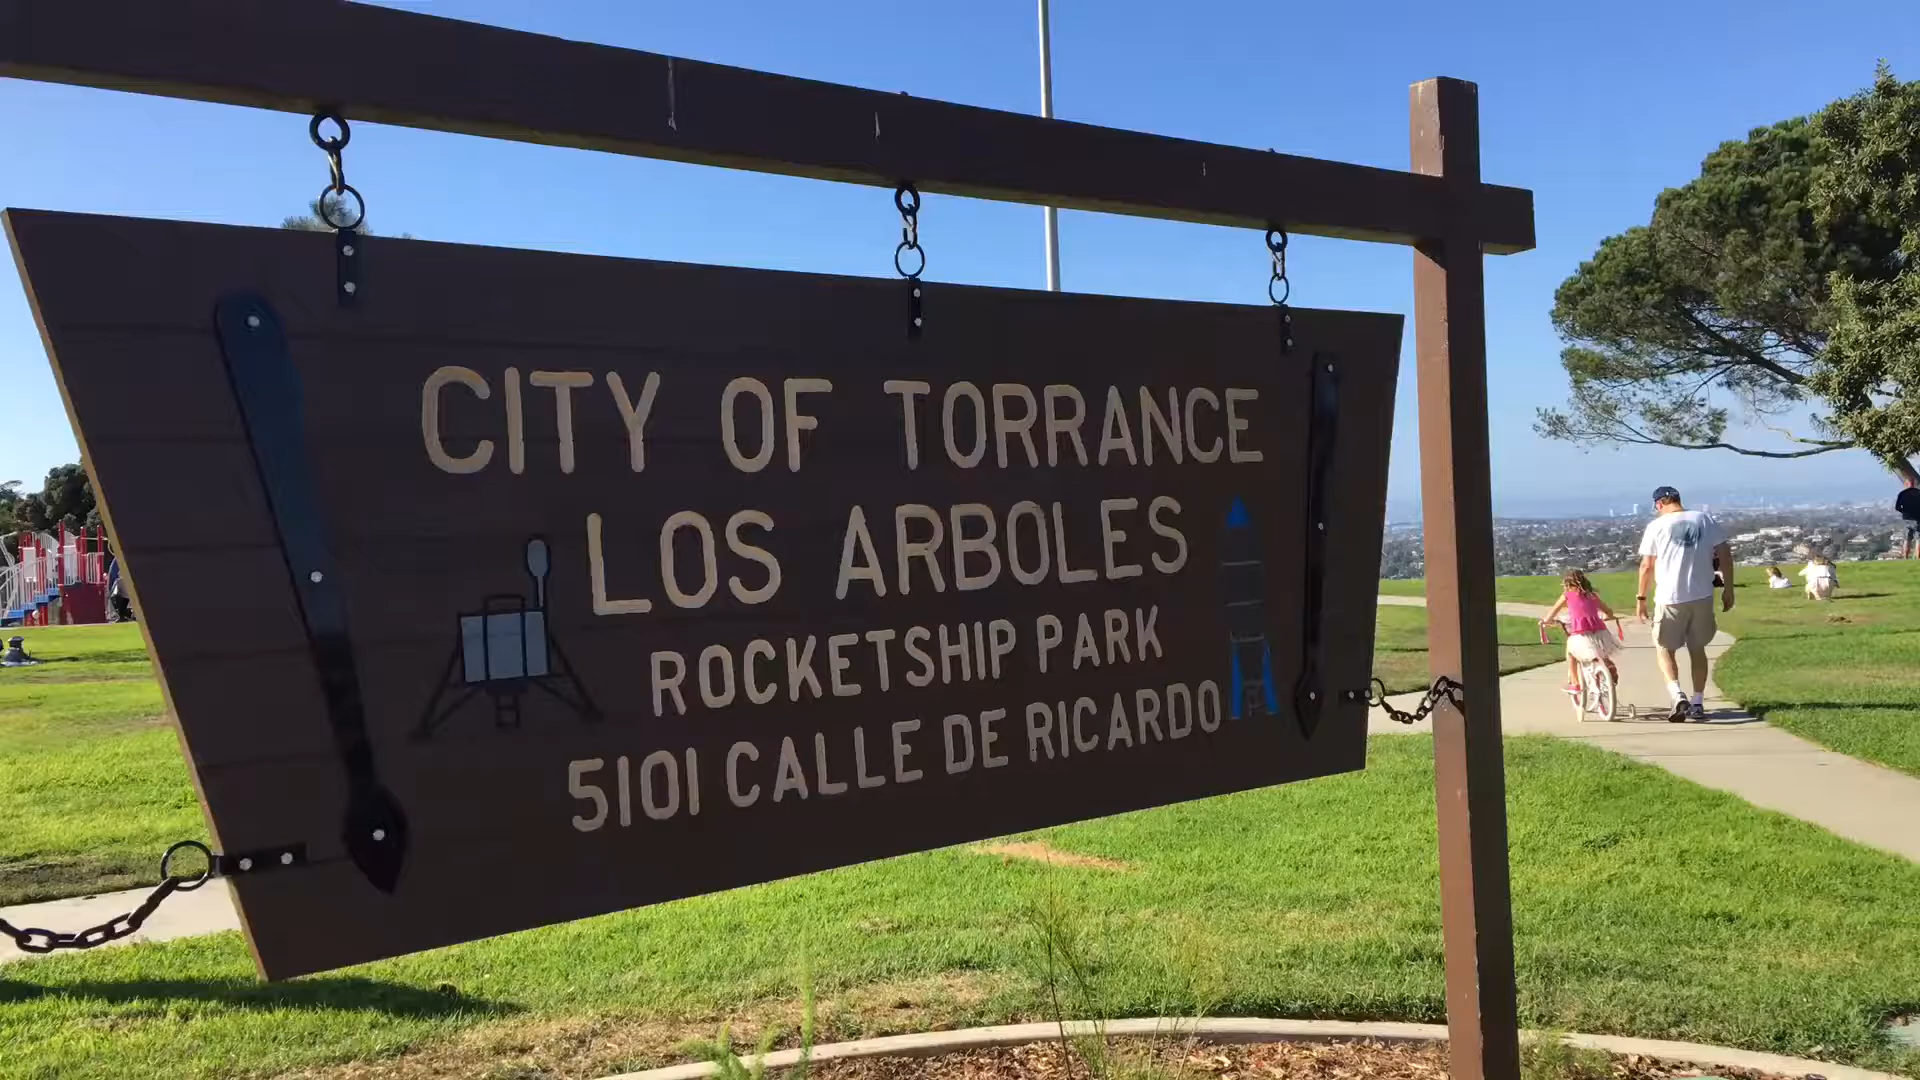 CITY OF TORRANCE
LOS ARBOLES
ROCKETSHIP PARK
5101 CALLE DE RICARDO